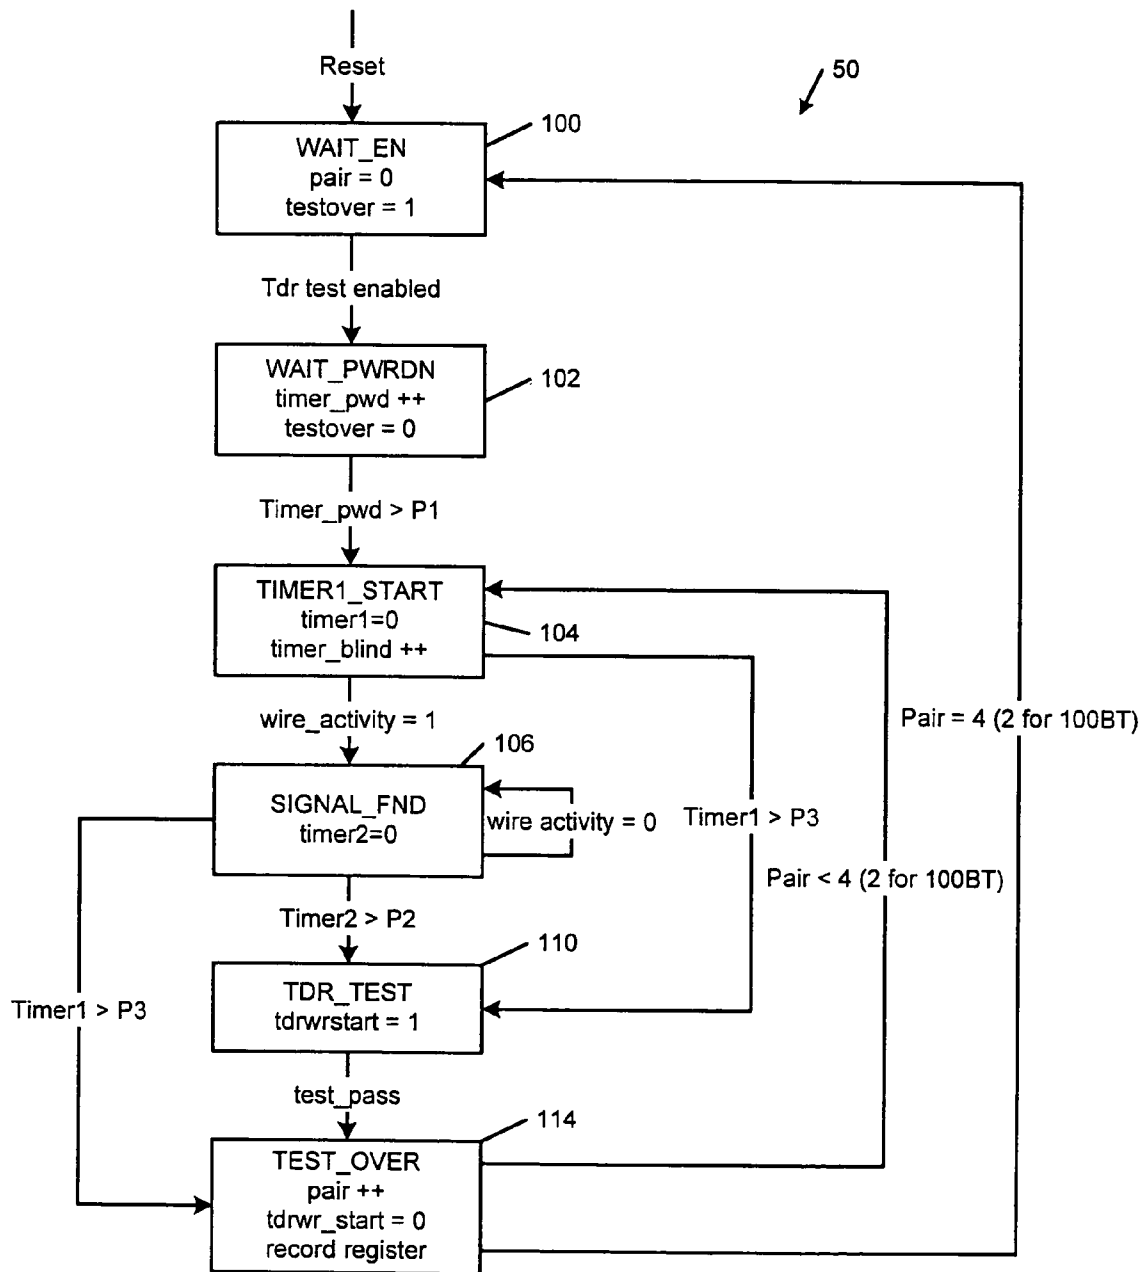 Reset
50
100
WAIT_EN
pair = 0
testover = 1
Tdr test enabled
WAIT_PWRDN
timer_pwd ++
testover = 0
102
Timer_pwd > P1
TIMER1_START
timer1=0
timer_blind ++
104
wire_activity = 1
Pair = 4 (2 for 100BT)
106
SIGNAL_FND
timer2=0
wire activity = 0
Timer1 > P3
Pair < 4 (2 for 100BT)
Timer2 > P2
110
TDR_TEST
tdrwrstart = 1
Timer1 > P3
test_pass
114
TEST_OVER
pair ++
tdrwr_start = 0
record register